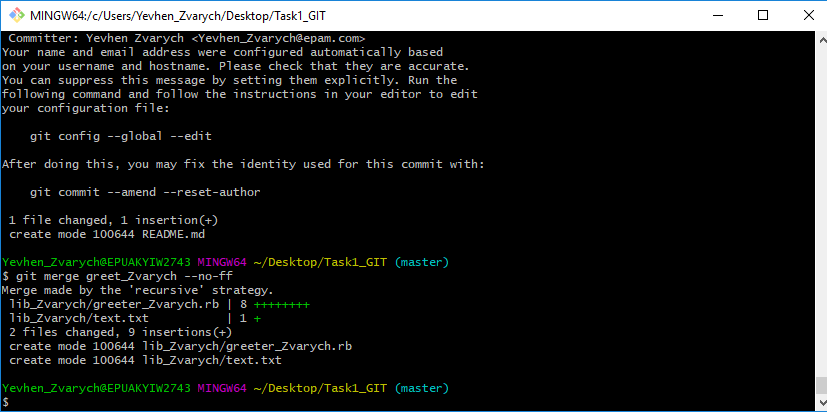 MINGW64:/c/Users/Yevhen_Zvarych/Desktop/Task1_GIT
Committer: Yevhen Zvarych <Yevhen_Zvarych@epam.com>
Your name and email address were configured automatically based
on your username and hostname. Please check that they are accurate.
You can suppress this message by setting them explicitly. Run the
following command and follow the instructions in your editor to edit
your configuration file:
git config --global --edit
After doing this, you may fix the identity used for this commit with:
git commit --amend --reset-author
1 file changed, 1 insertion(+)
create mode 100644 README.md
Yevhen_Zvarych@EPUAKYIW2743 MINGW64 ~/Desktop/Task1_GIT (master)
$ git merge greet_Zvarych --no-ff
Merge made by the 'recursive' strategy.
lib_Zvarych/greeter_Zvarych.rb | 8 ++++++++
lib_Zvarych/text.txt           | 1 +
2 files changed, 9 insertions(+)
create mode 100644 lib_Zvarych/greeter_Zvarych.rb
create mode 100644 lib_Zvarych/text.txt
Yevhen_Zvarych@EPUAKYIW2743 MINGW64 ~/Desktop/Task1_GIT (master)
$